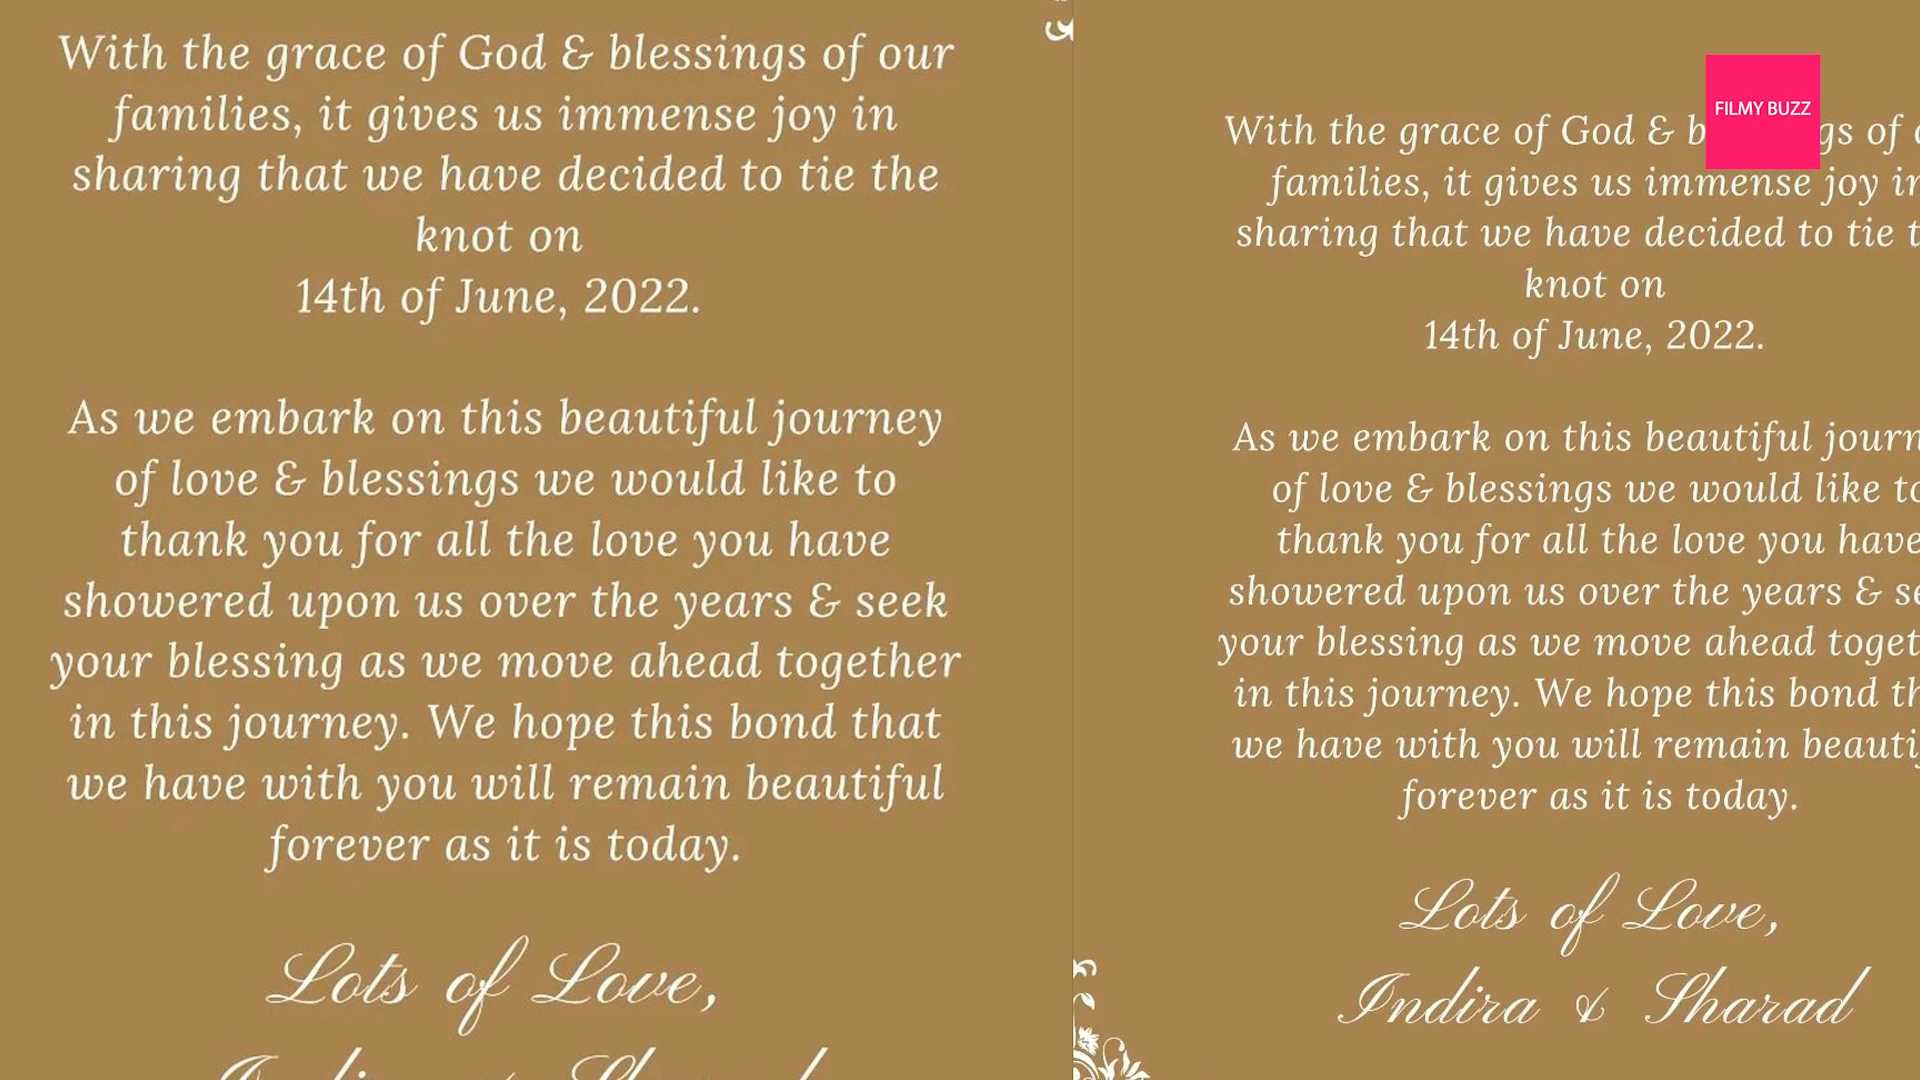 With the grace of God & blessings of our
families, it gives us immense joy in
sharing that we have decided to tie the
knot on
14th of June, 2022.
As we embark on this beautiful journey
of love & blessings we would like to
thank you for all the love you have
showered upon us over the years & seek
your blessing as we move ahead together
in this journey. We hope this bond that
we have with you will remain beautiful
forever as it is today.
Lots of Love,
FILMY BUZZ
With the grace of God &
of
families, it gives us immense joy in
sharing that we have decided to tie
knot on
14th of June, 2022.
As we embark on this beautiful
of love & blessings we would like to
thank you for all the love you have
showered upon us over the years &
your blessing as we move ahead
in this journey. We hope this bond
we have with you will remain
forever as it is today.
Lots of Love,
Indira & Sharad